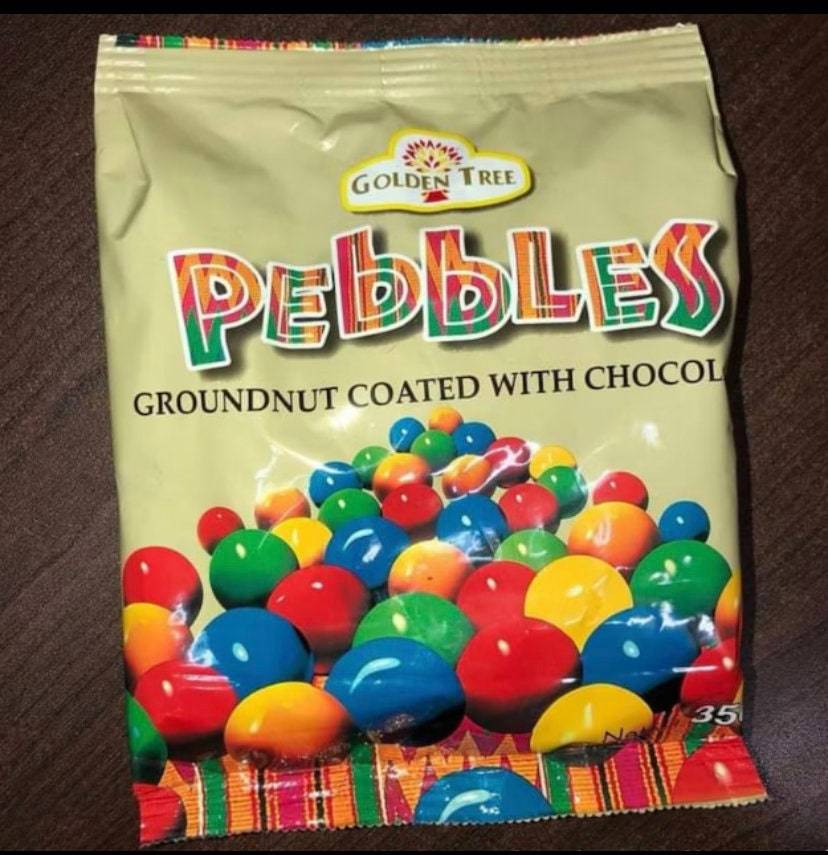 GOLDEN TREE
PEBBLES
GROUNDNUT COATED WITH CHOCOL
35